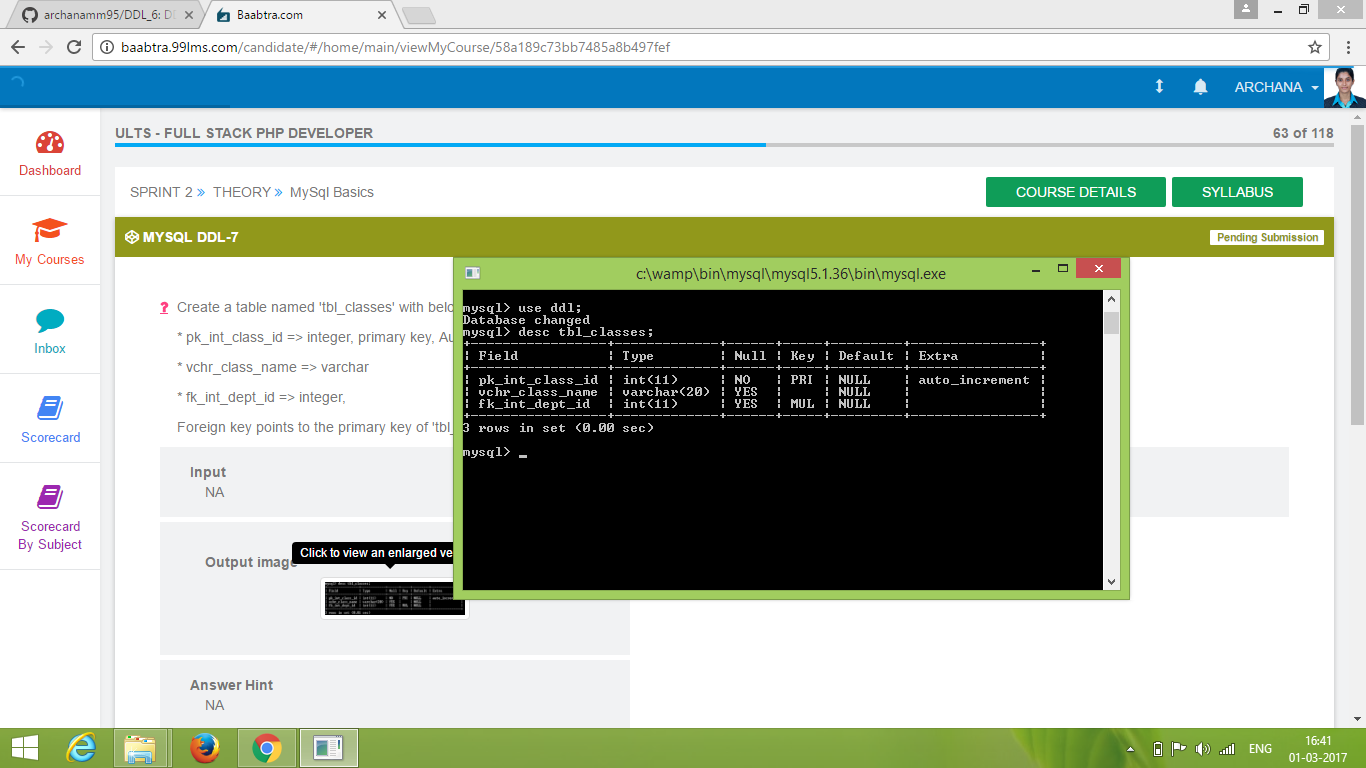 archanamm95/DDL_6: D
Baabtra.com
baabtra.99lms.com/candidate/#/home/main/viewMyCourse/58a189c73bb7485a8b497fef
ARCHANA
Dashboard
My Courses
Inbox
Scorecard
Scorecard
By Subject
ULTS - FULL STACK PHP DEVELOPER
63 of 118
SPRINT 2 » THEORY » MySql Basics
COURSE DETAILS
SYLLABUS
MYSQL DDL-7
Pending Submission
? Create a table named 'tbl_classes' with belo
* pk_int_class_id => integer, primary key, Au
* vchr_class_name => varchar
* fk_int_dept_id => integer,
Foreign key points to the primary key of 'tbl_
Input
NA
Output image
Click to view an enlarged ve
Answer Hint
NA
c:\wamp\bin\mysql\mysql5.1.36\bin\mysql.exe
mysql> use ddl;
Database changed
mysql> desc tbl_classes;
+-----------------+-------------+------+-----+---------+----------------+
| Field | Type | Null | Key | Default | Extra |
+-----------------+-------------+------+-----+---------+----------------+
| pk_int_class_id | int(11) | NO | PRI | NULL | auto_increment |
| vchr_class_name | varchar(20) | YES | | NULL | |
| fk_int_dept_id | int(11) | YES | MUL | NULL | |
+-----------------+-------------+------+-----+---------+----------------+
3 rows in set (0.00 sec)
mysql> _
ENG
16:41
01-03-2017